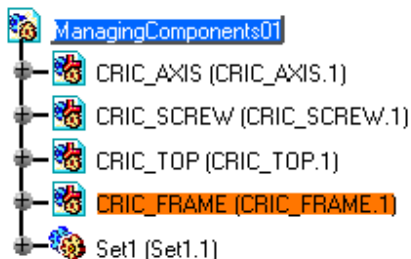 ManagingComponents01
CRIC_AXIS (CRIC_AXIS.1)
CRIC_SCREW (CRIC_SCREW.1)
CRIC_TOP (CRIC_TOP.1)
CRIC_FRAME (CRIC_FRAME.1)
Set1 (Set1.1)